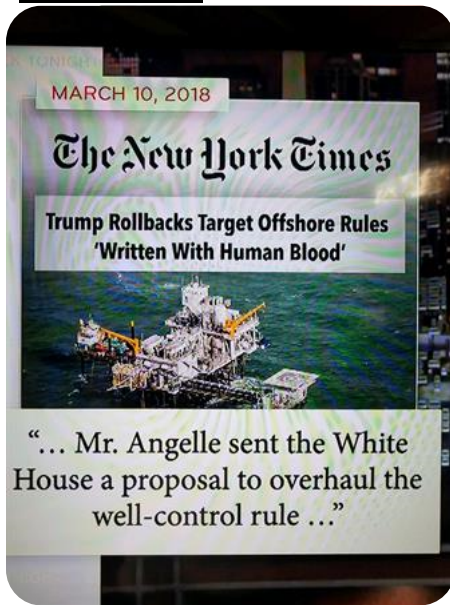 K TONIGHT
MARCH 10, 2018
The New York Times
Trump Rollbacks Target Offshore Rules
‘Written With Human Blood’
“… Mr. Angelle sent the White
House a proposal to overhaul the
well-control rule …”